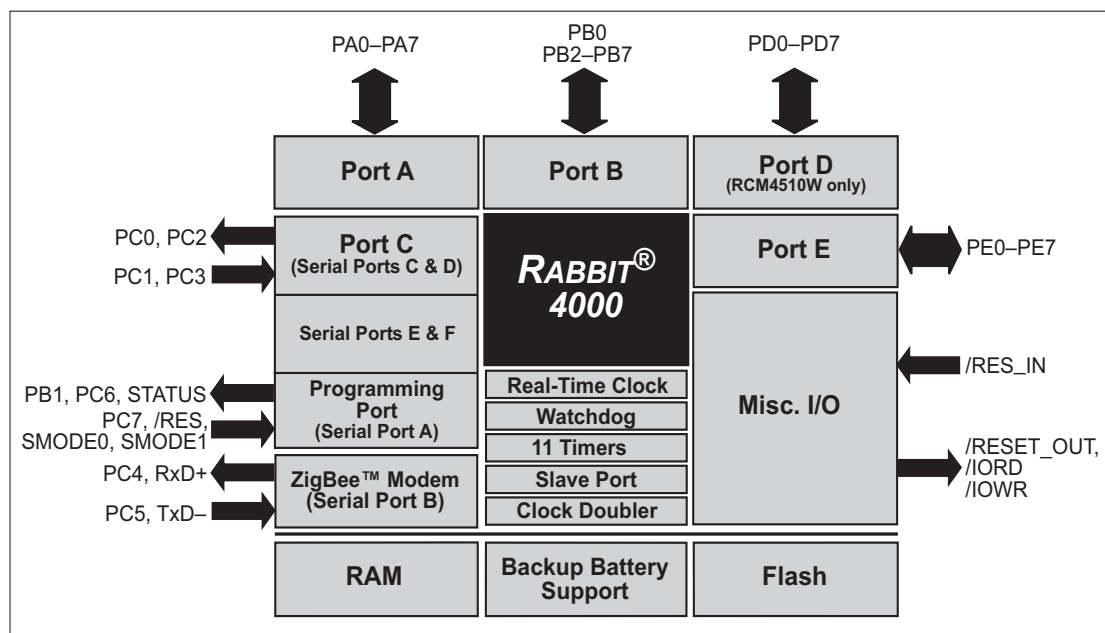 PA0–PA7
PB0
PB2–PB7
PD0–PD7
Port A
Port B
Port D
(RCM4510W only)
PC0, PC2
PC1, PC3
Port C
(Serial Ports C & D)
RABBIT®
4000
Port E
PE0–PE7
Serial Ports E & F
PB1, PC6, STATUS
PC7, /RES,
SMODE0, SMODE1
Programming
Port
(Serial Port A)
Real-Time Clock
Watchdog
11 Timers
Slave Port
Clock Doubler
Misc. I/O
/RES_IN
/RESET_OUT,
/IORD
/IOWR
PC4, RxD+
PC5, TxD–
ZigBee™ Modem
(Serial Port B)
RAM
Backup Battery
Support
Flash